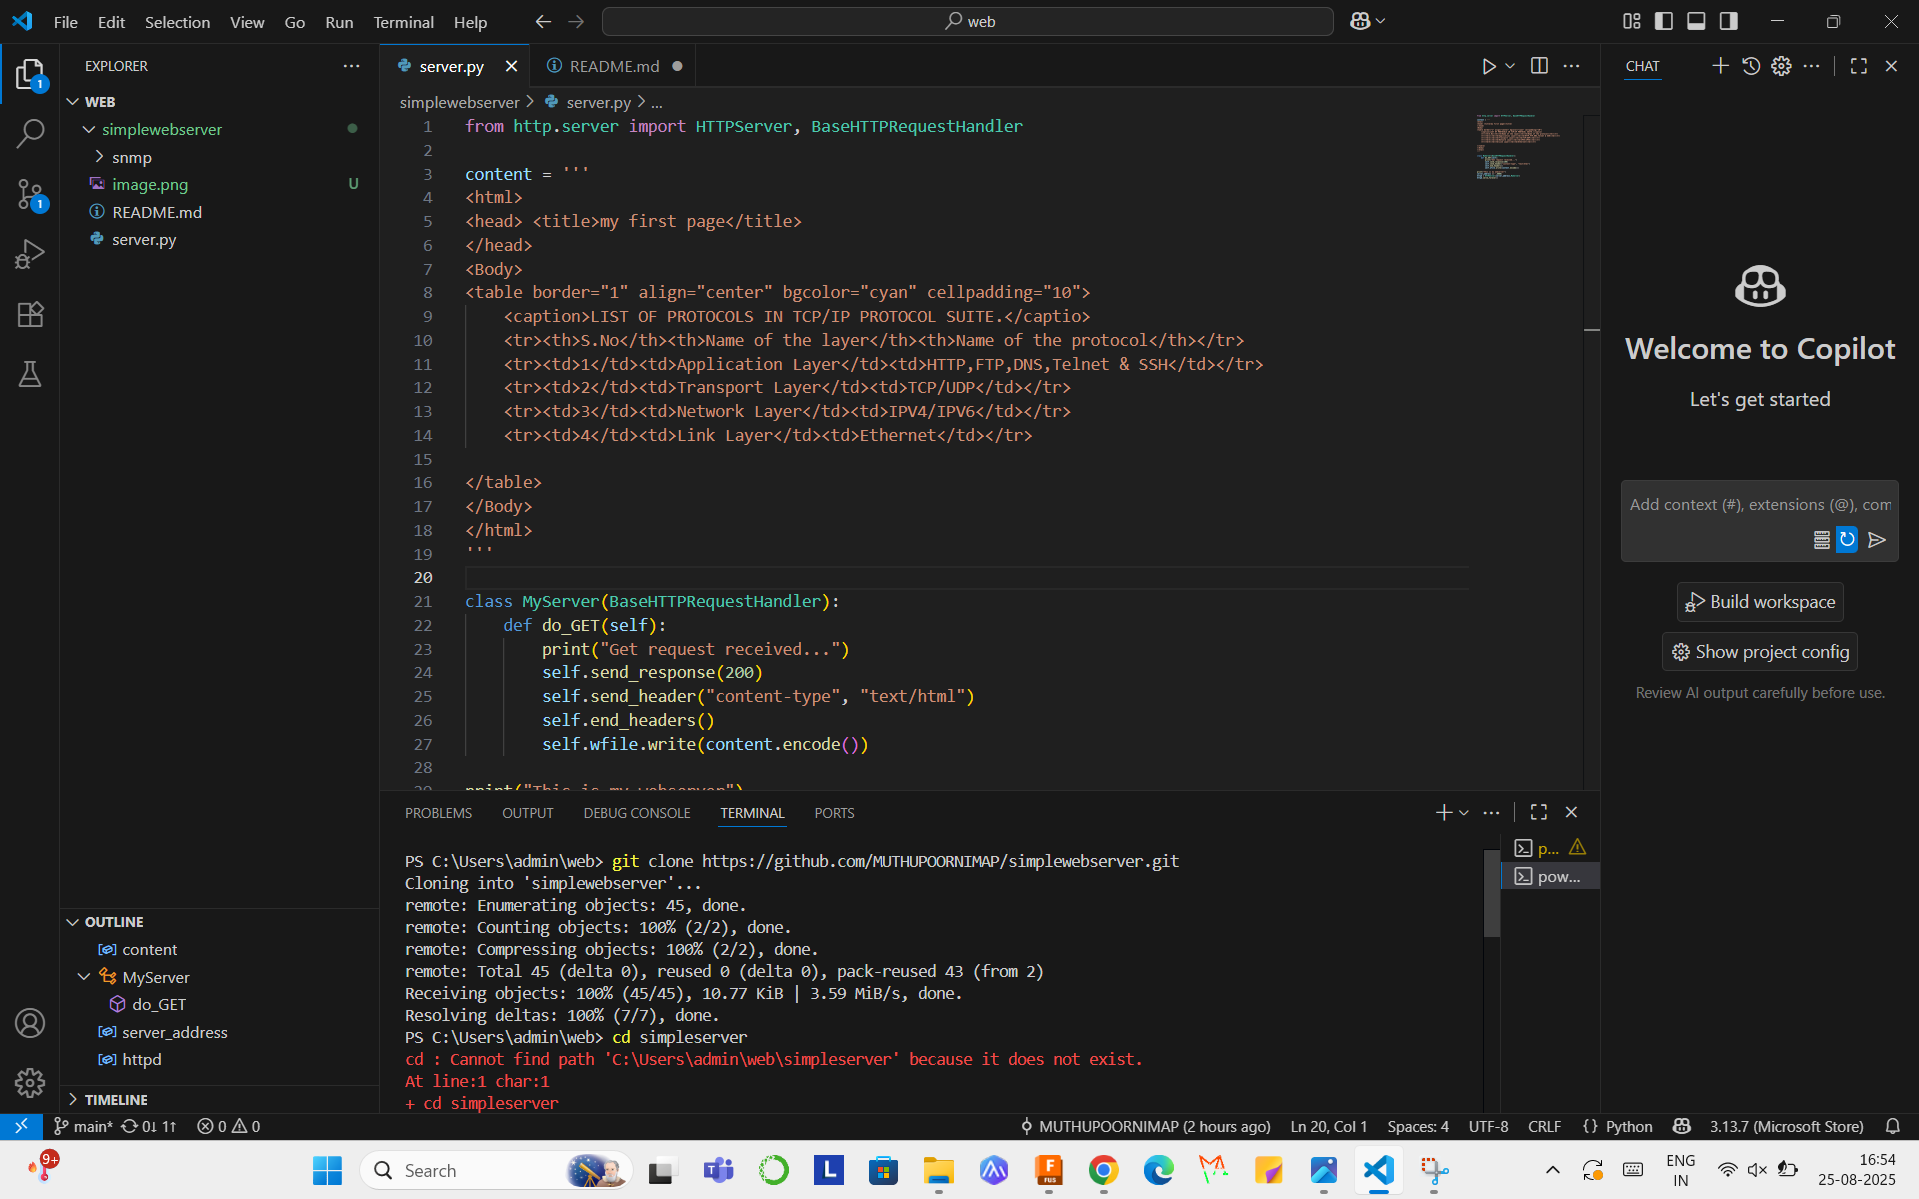 File Edit Selection View Go Run Terminal Help
web
EXPLORER
WEB
simplewebserver
snmp
image.png U
README.md
server.py
server.py
README.md
simplewebserver > server.py > ...
1 from http.server import HTTPServer, BaseHTTPRequestHandler
2
3 content = '''
4 <html>
5 <head> <title>my first page</title>
6 </head>
7 <Body>
8 <table border="1" align="center" bgcolor="cyan" cellpadding="10">
9 <caption>LIST OF PROTOCOLS IN TCP/IP PROTOCOL SUITE.</captio>
10 <tr><th>S.No</th><th>Name of the layer</th><th>Name of the protocol</th></tr>
11 <tr><td>1</td><td>Application Layer</td><td>HTTP,FTP,DNS,Telnet & SSH</td></tr>
12 <tr><td>2</td><td>Transport Layer</td><td>TCP/UDP</td></tr>
13 <tr><td>3</td><td>Network Layer</td><td>IPV4/IPV6</td></tr>
14 <tr><td>4</td><td>Link Layer</td><td>Ethernet</td></tr>
15
16 </table>
17 </Body>
18 </html>
19 '''
20
21 class MyServer(BaseHTTPRequestHandler):
22 def do_GET(self):
23 print("Get request received...")
24 self.send_response(200)
25 self.send_header("content-type", "text/html")
26 self.end_headers()
27 self.wfile.write(content.encode())
28
29 print("This is my webserver")
CHAT
Welcome to Copilot
Let's get started
Add context (#), extensions (@), com
Build workspace
Show project config
Review AI output carefully before use.
PROBLEMS OUTPUT DEBUG CONSOLE TERMINAL PORTS
PS C:\Users\admin\web> git clone https://github.com/MUTHUPOORNIMAP/simplewebserver.git
Cloning into 'simplewebserver'...
remote: Enumerating objects: 45, done.
remote: Counting objects: 100% (2/2), done.
remote: Compressing objects: 100% (2/2), done.
remote: Total 45 (delta 0), reused 0 (delta 0), pack-reused 43 (from 2)
Receiving objects: 100% (45/45), 10.77 KiB | 3.59 MiB/s, done.
Resolving deltas: 100% (7/7), done.
PS C:\Users\admin\web> cd simpleserver
cd : Cannot find path 'C:\Users\admin\web\simpleserver' because it does not exist.
At line:1 char:1
+ cd simpleserver
p...
pow...
OUTLINE
content
MyServer
do_GET
server_address
httpd
TIMELINE
main* 0↓ 1↑ 0 0
MUTHUPOORNIMAP (2 hours ago) Ln 20, Col 1 Spaces: 4 UTF-8 CRLF {} Python 3.13.7 (Microsoft Store)
9+
Search
ENG
IN
16:54
25-08-2025